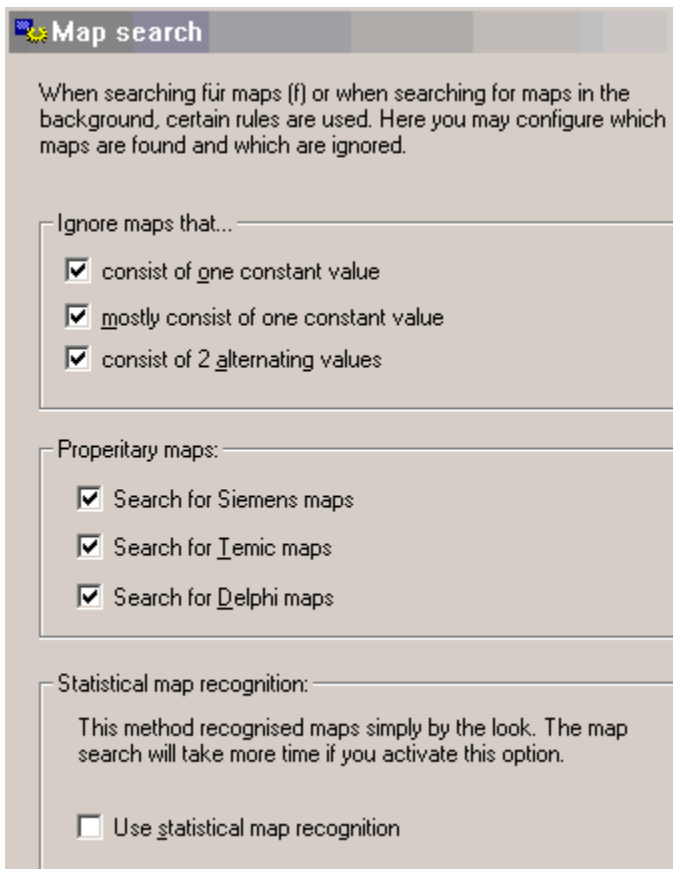 Map search
When searching für maps (f) or when searching for maps in the
background, certain rules are used. Here you may configure which
maps are found and which are ignored.
Ignore maps that...
consist of one constant value
mostly consist of one constant value
consist of 2 alternating values
Properitary maps:
Search for Siemens maps
Search for Temic maps
Search for Delphi maps
Statistical map recognition:
This method recognised maps simply by the look. The map
search will take more time if you activate this option.
Use statistical map recognition